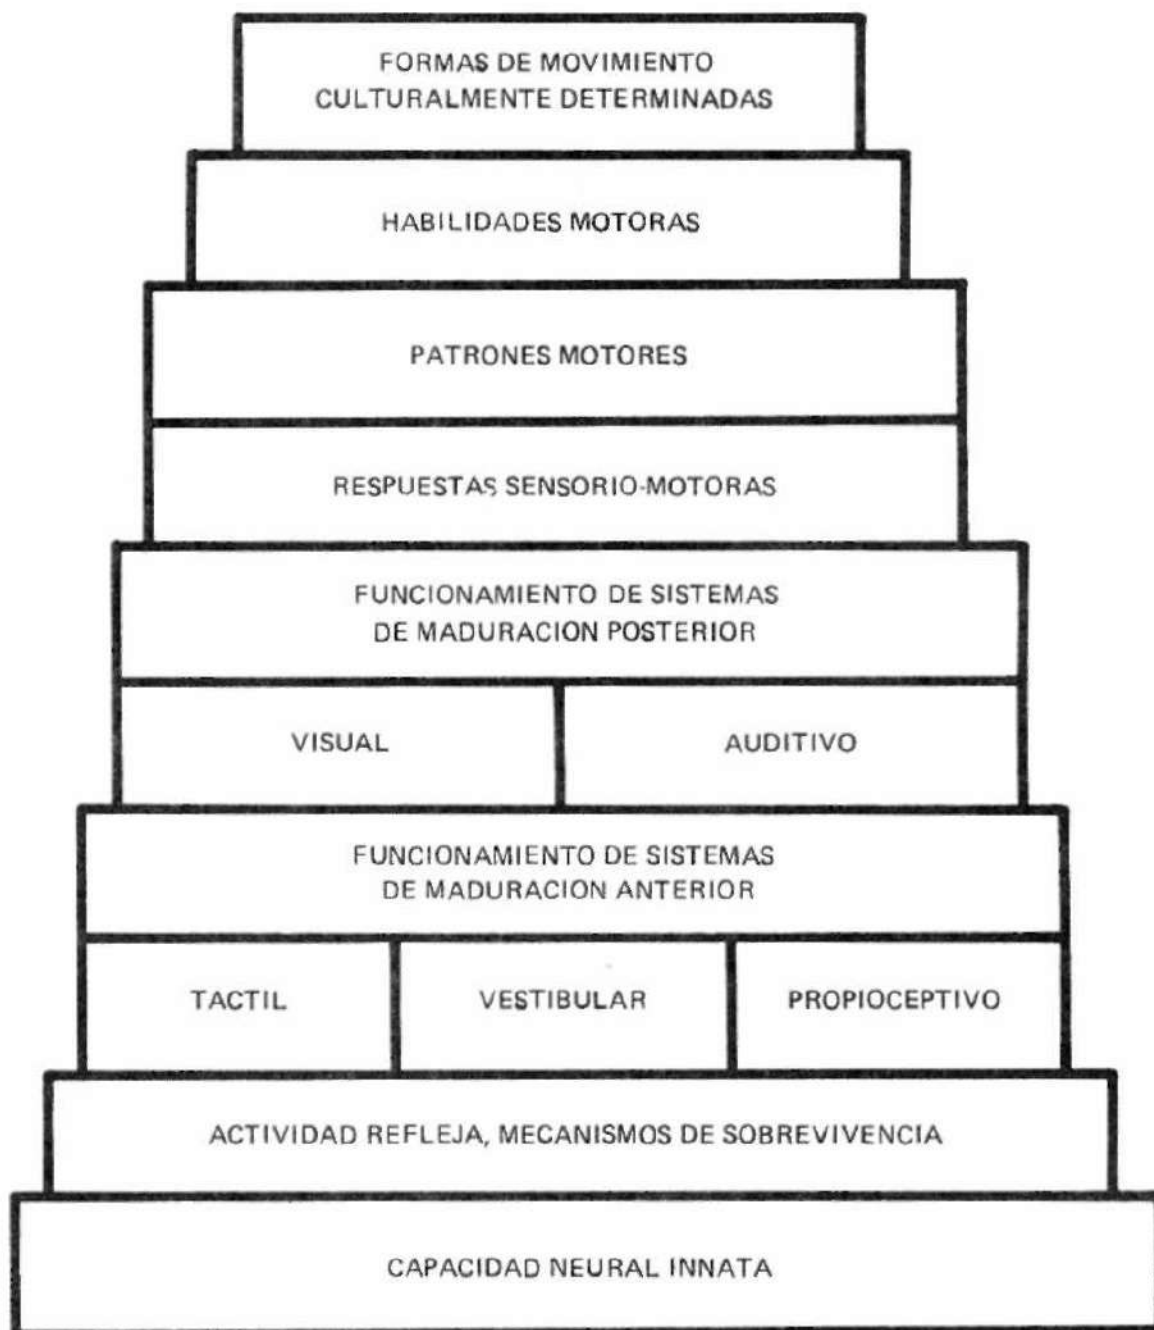 FORMAS DE MOVIMIENTO
CULTURALMENTE DETERMINADAS
HABILIDADES MOTORAS
PATRONES MOTORES
RESPUESTAS SENSORIO-MOTORAS
FUNCIONAMIENTO DE SISTEMAS
DE MADURACION POSTERIOR
VISUAL
AUDITIVO
FUNCIONAMIENTO DE SISTEMAS
DE MADURACION ANTERIOR
TACTIL
VESTIBULAR
PROPIOCEPTIVO
ACTIVIDAD REFLEJA, MECANISMOS DE SOBREVIVENCIA
CAPACIDAD NEURAL INNATA